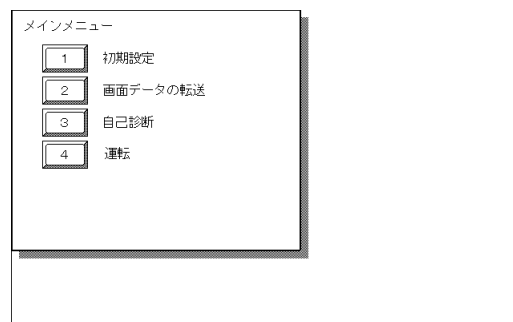 メインメニュー
1 初期設定
2 画面データの転送
3 自己診断
4 運転